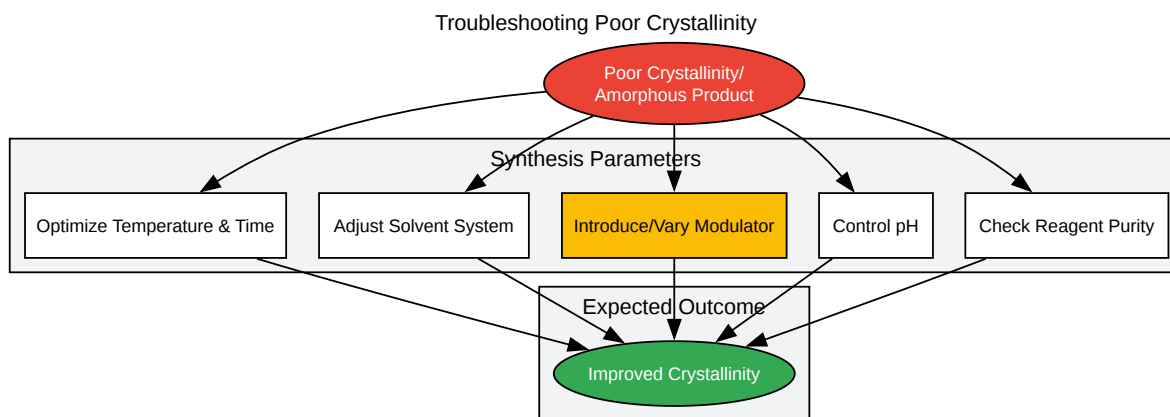 Troubleshooting Poor Crystallinity
Poor Crystallinity/
Amorphous Product
Synthesis Parameters
Optimize Temperature & Time
Adjust Solvent System
Introduce/Vary Modulator
Control pH
Check Reagent Purity
Expected Outcome
Improved Crystallinity